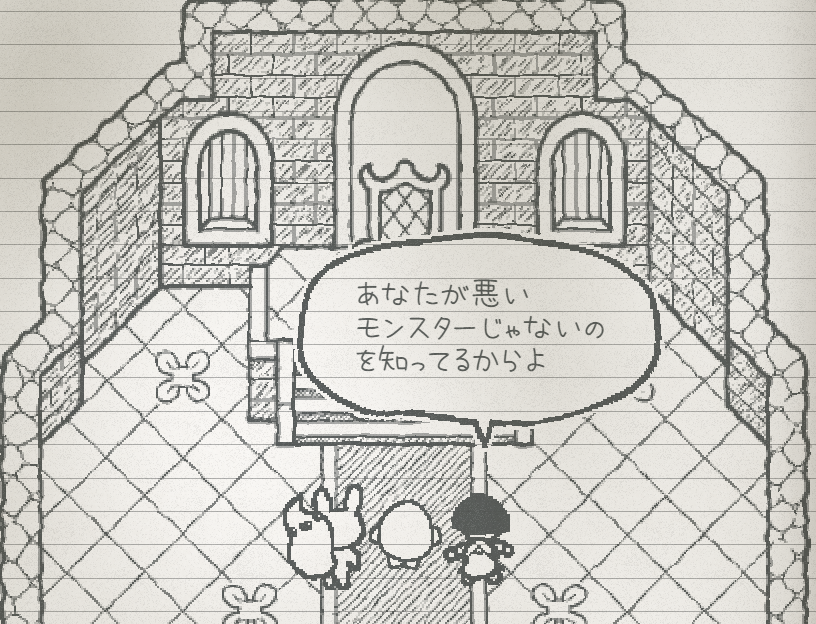 あなたが悪い
モンスターじゃないの
を知ってるからよ